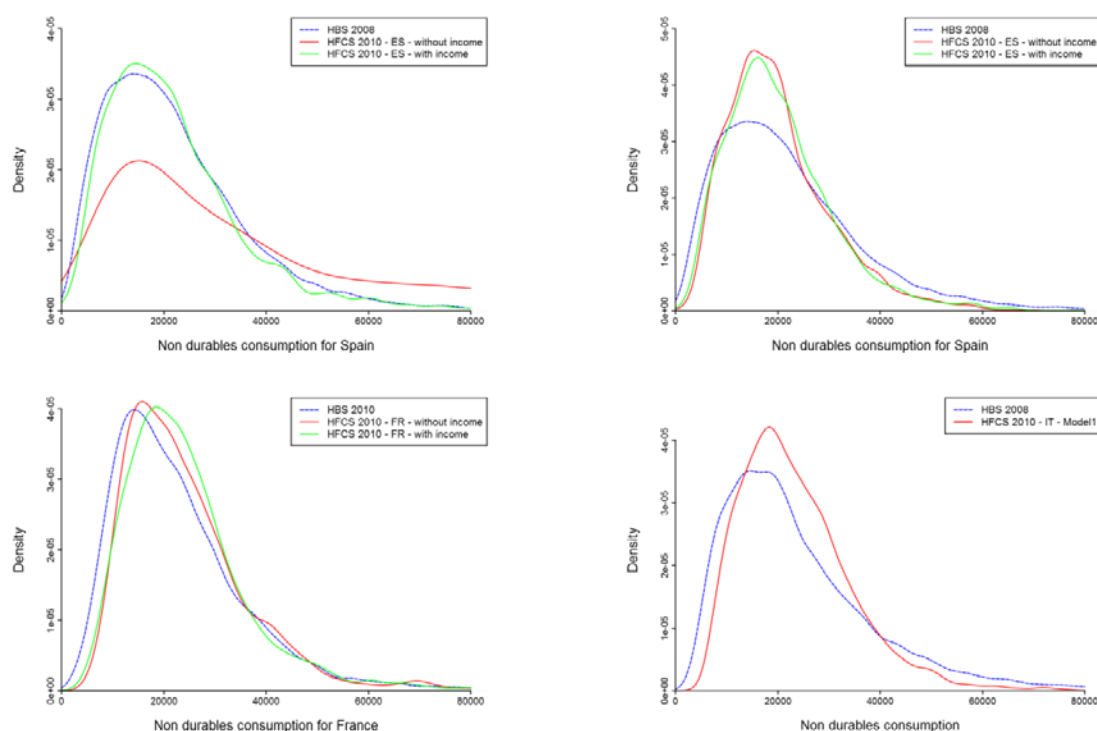 HBS 2008
HFCS 2010 - ES - without income
HFCS 2010 - ES - with income
Density
0e+00 1e-05 2e-05 3e-05 4e-05
0 20000 40000 60000 80000
Non durables consumption for Spain
HBS 2008
HFCS 2010 - ES - without income
HFCS 2010 - ES - with income
Density
0e+00 1e-05 2e-05 3e-05 4e-05 5e-05
0 20000 40000 60000 80000
Non durables consumption for Spain
HBS 2010
HFCS 2010 - FR - without income
HFCS 2010 - FR - with income
Density
0e+00 1e-05 2e-05 3e-05 4e-05
0 20000 40000 60000 80000
Non durables consumption for France
HBS 2008
HFCS 2010 - IT - Model1
Density
0e+00 1e-05 2e-05 3e-05 4e-05
0 20000 40000 60000 80000
Non durables consumption